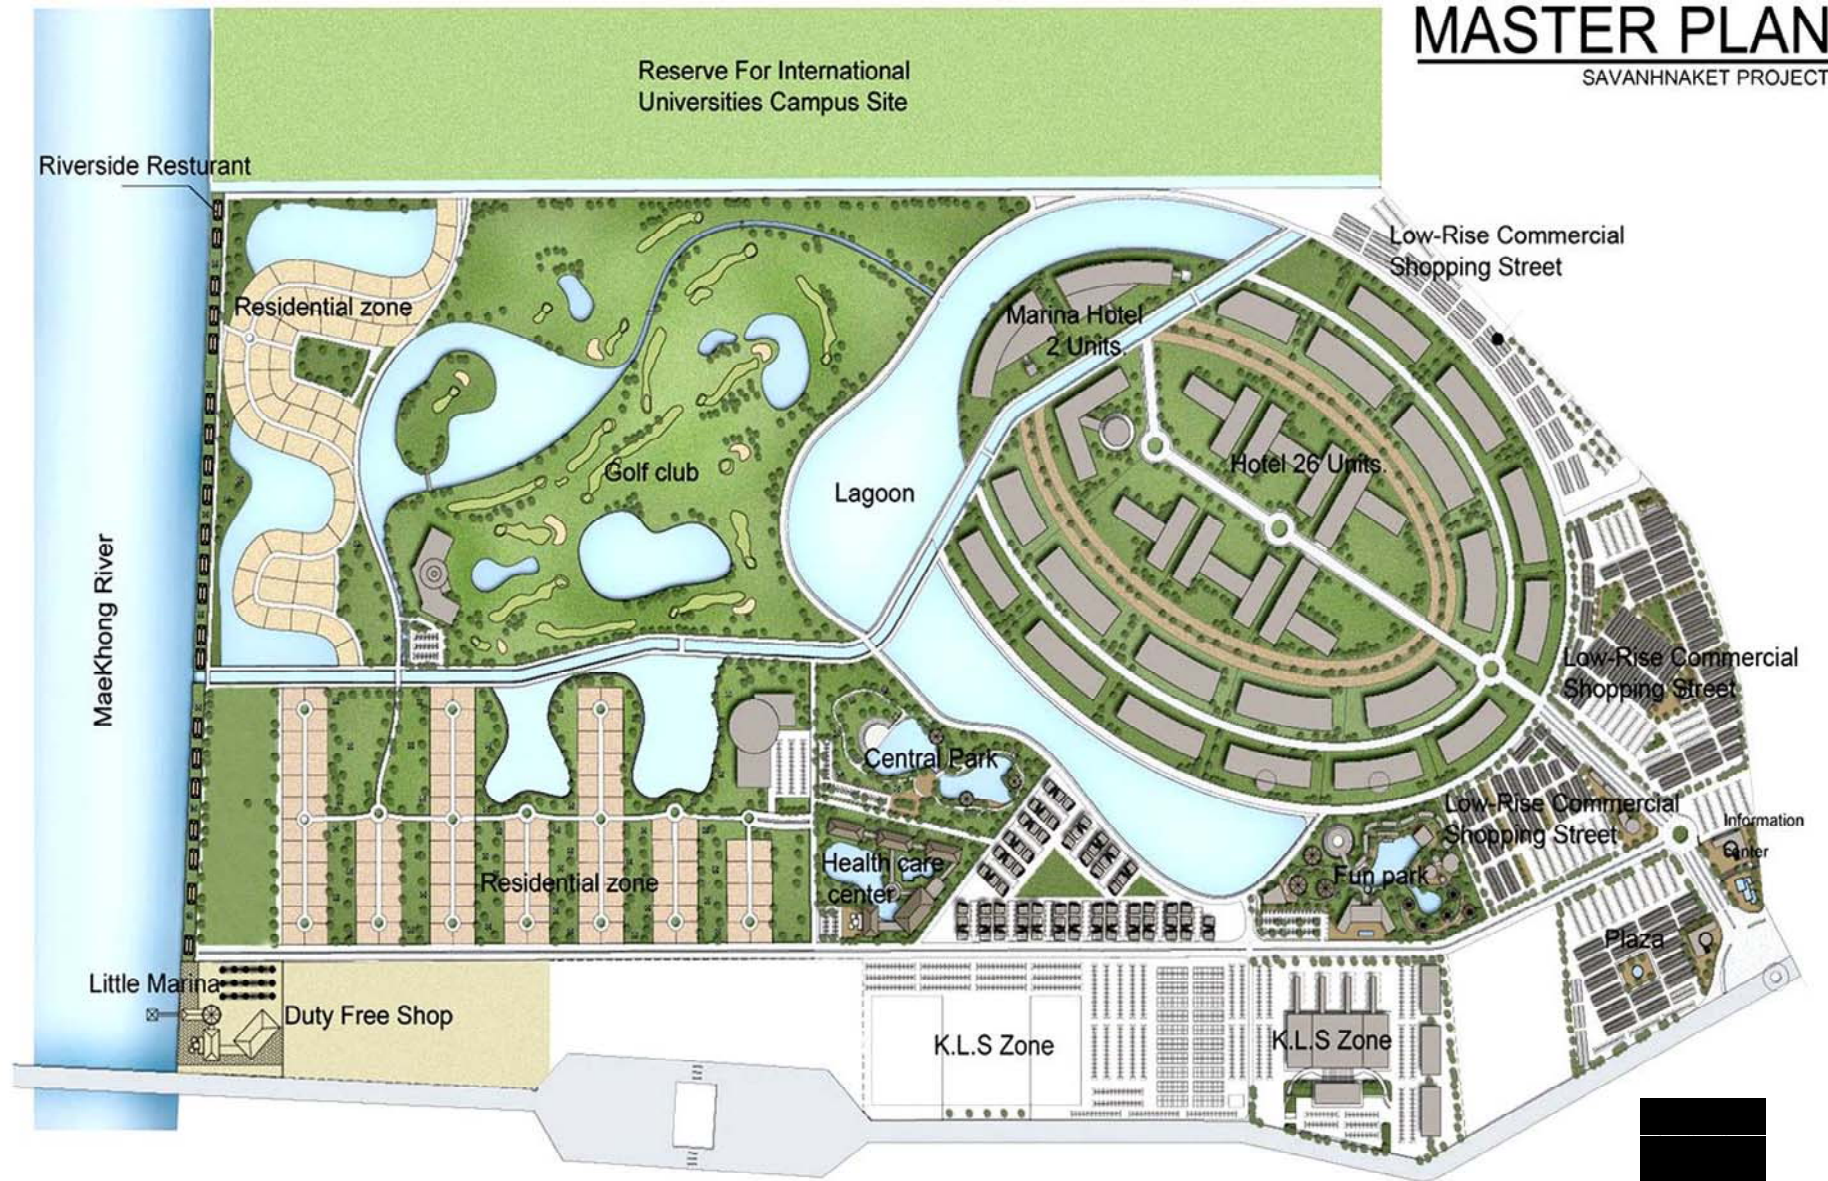 MASTER PLAN
SAVANHNAKET PROJECT
Reserve For International
Universities Campus Site
Riverside Resturant
Low-Rise Commercial
Shopping Street
Residential zone
Marina Hotel
2 Units.
Golf club
Hotel 26 Units.
Lagoon
MaeKhong River
Low-Rise Commercial
Shopping Street
Central Park
Low-Rise Commercial
Shopping Street
Information
center
Health care
center
Residential zone
Fun park
Plaza
Little Marina
Duty Free Shop
K.L.S Zone
K.L.S Zone